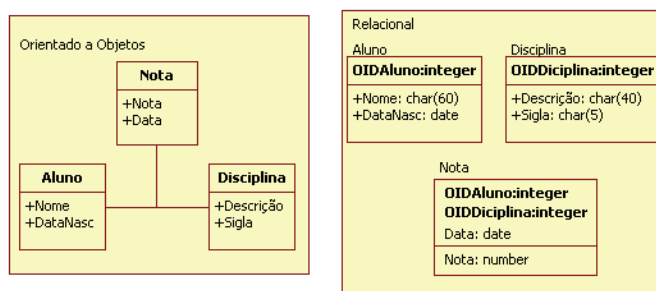 Orientado a Objetos
Nota
+Nota
+Data
Aluno
+Nome
+DataNasc
Disciplina
+Descrição
+Sigla
Relacional
Aluno
OIDAluno:integer
+Nome: char(60)
+DataNasc: date
Disciplina
OIDDiciplina:integer
+Descrição: char(40)
+Sigla: char(5)
Nota
OIDAluno:integer
OIDDiciplina:integer
Data: date
Nota: number